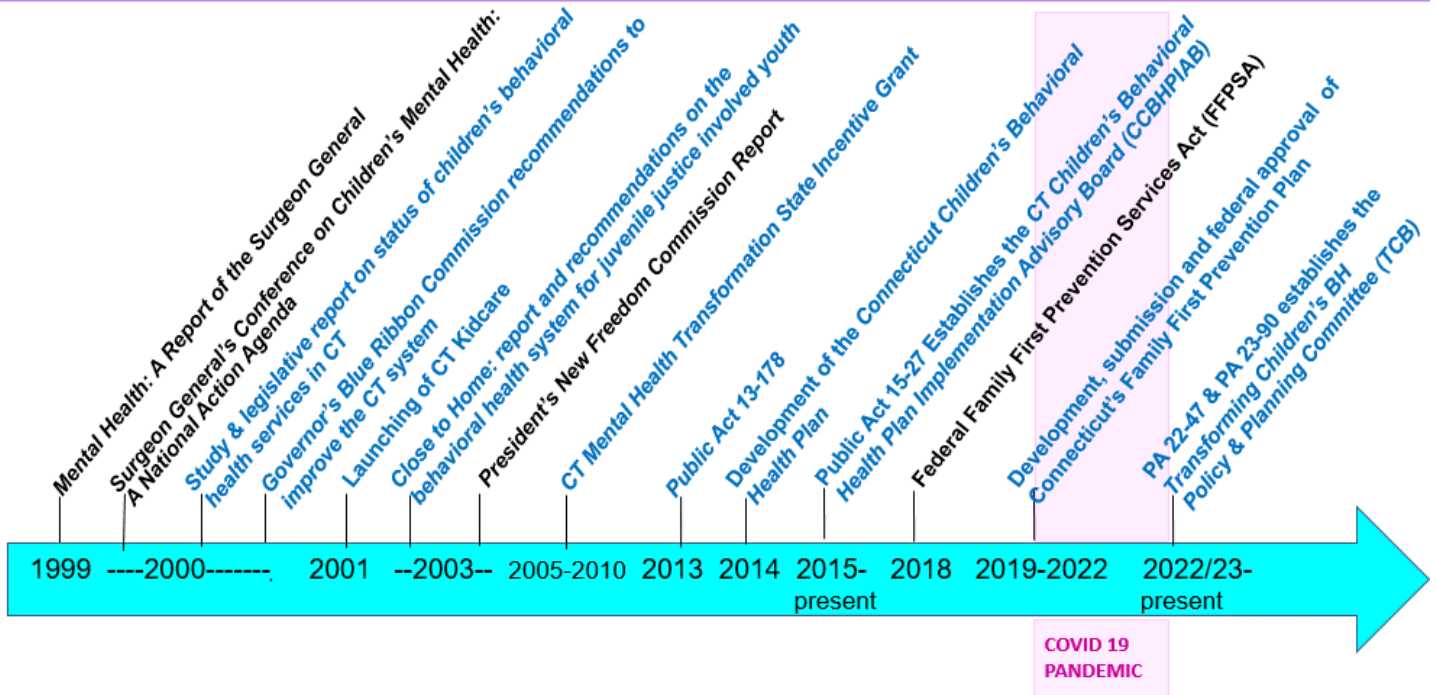 Mental Health: A Report of the Surgeon General
Surgeon General's Conference on Children's Mental Health:
A National Action Agenda
Study & legislative report on status of children's behavioral
health services in CT
Governor's Blue Ribbon Commission recommendations to
improve the CT system
Launching of CT Kidcare
Close to Home: report and recommendations on the
behavioral health system for juvenile justice involved youth
President's New Freedom Commission Report
CT Mental Health Transformation State Incentive Grant
Public Act 13-178
Development of the Connecticut Children's Behavioral
Health Plan
Public Act 15-27 Establishes the CT Children's Behavioral
Health Plan Implementation Advisory Board (CCBHPIAB)
Federal Family First Prevention Services Act (FFPSA)
Development, submission and federal approval of
Connecticut's Family First Prevention Plan
PA 22-47 & PA 23-90 establishes the
Transforming Children's BH
Policy & Planning Committee (TCB)
1999 ----2000-------. 2001 --2003-- 2005-2010 2013 2014 2015- 2018 2019-2022 2022/23-
present present
COVID 19
PANDEMIC